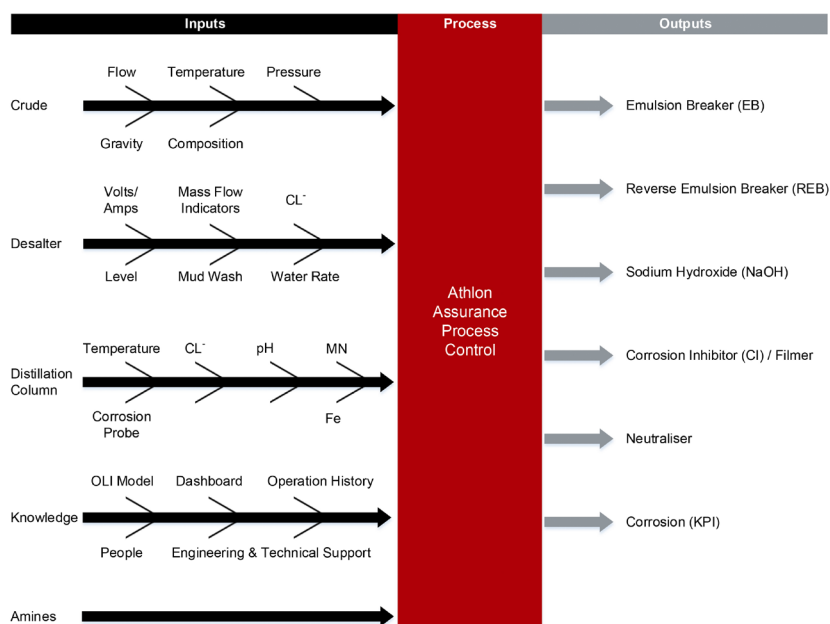 Inputs
Process
Outputs
Flow
Temperature
Pressure
Crude
Gravity
Composition
Volts/
Amps
Mass Flow
Indicators
CL⁻
Desalter
Level
Mud Wash
Water Rate
Temperature
CL⁻
pH
MN
Distillation
Column
Corrosion
Probe
Fe
OLI Model
Dashboard
Operation History
Knowledge
People
Engineering & Technical Support
Amines
Athlon
Assurance
Process
Control
Emulsion Breaker (EB)
Reverse Emulsion Breaker (REB)
Sodium Hydroxide (NaOH)
Corrosion Inhibitor (CI) / Filmer
Neutraliser
Corrosion (KPI)